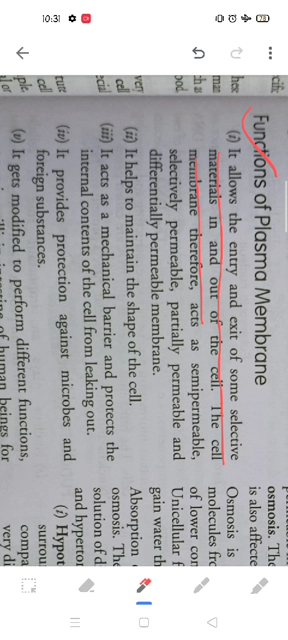 10:31
78
Functions of Plasma Membrane
(i) It allows the entry and exit of some selective
materials in and out of the cell. The cell
membrane therefore, acts as semipermeable,
selectively permeable, partially permeable and
differentially permeable membrane.
(ii) It helps to maintain the shape of the cell.
(iii) It acts as a mechanical barrier and protects the
internal contents of the cell from leaking out.
(iv) It provides protection against microbes and
foreign substances.
(v) It gets modified to perform different functions,
human beings for
osmosis. The
is also affecte
Osmosis is
molecules fro
of lower con
Unicellular f
gain water th
Absorption
osmosis. The
solution of d
and hyperton
(i) Hypot
surrou
compa
very di